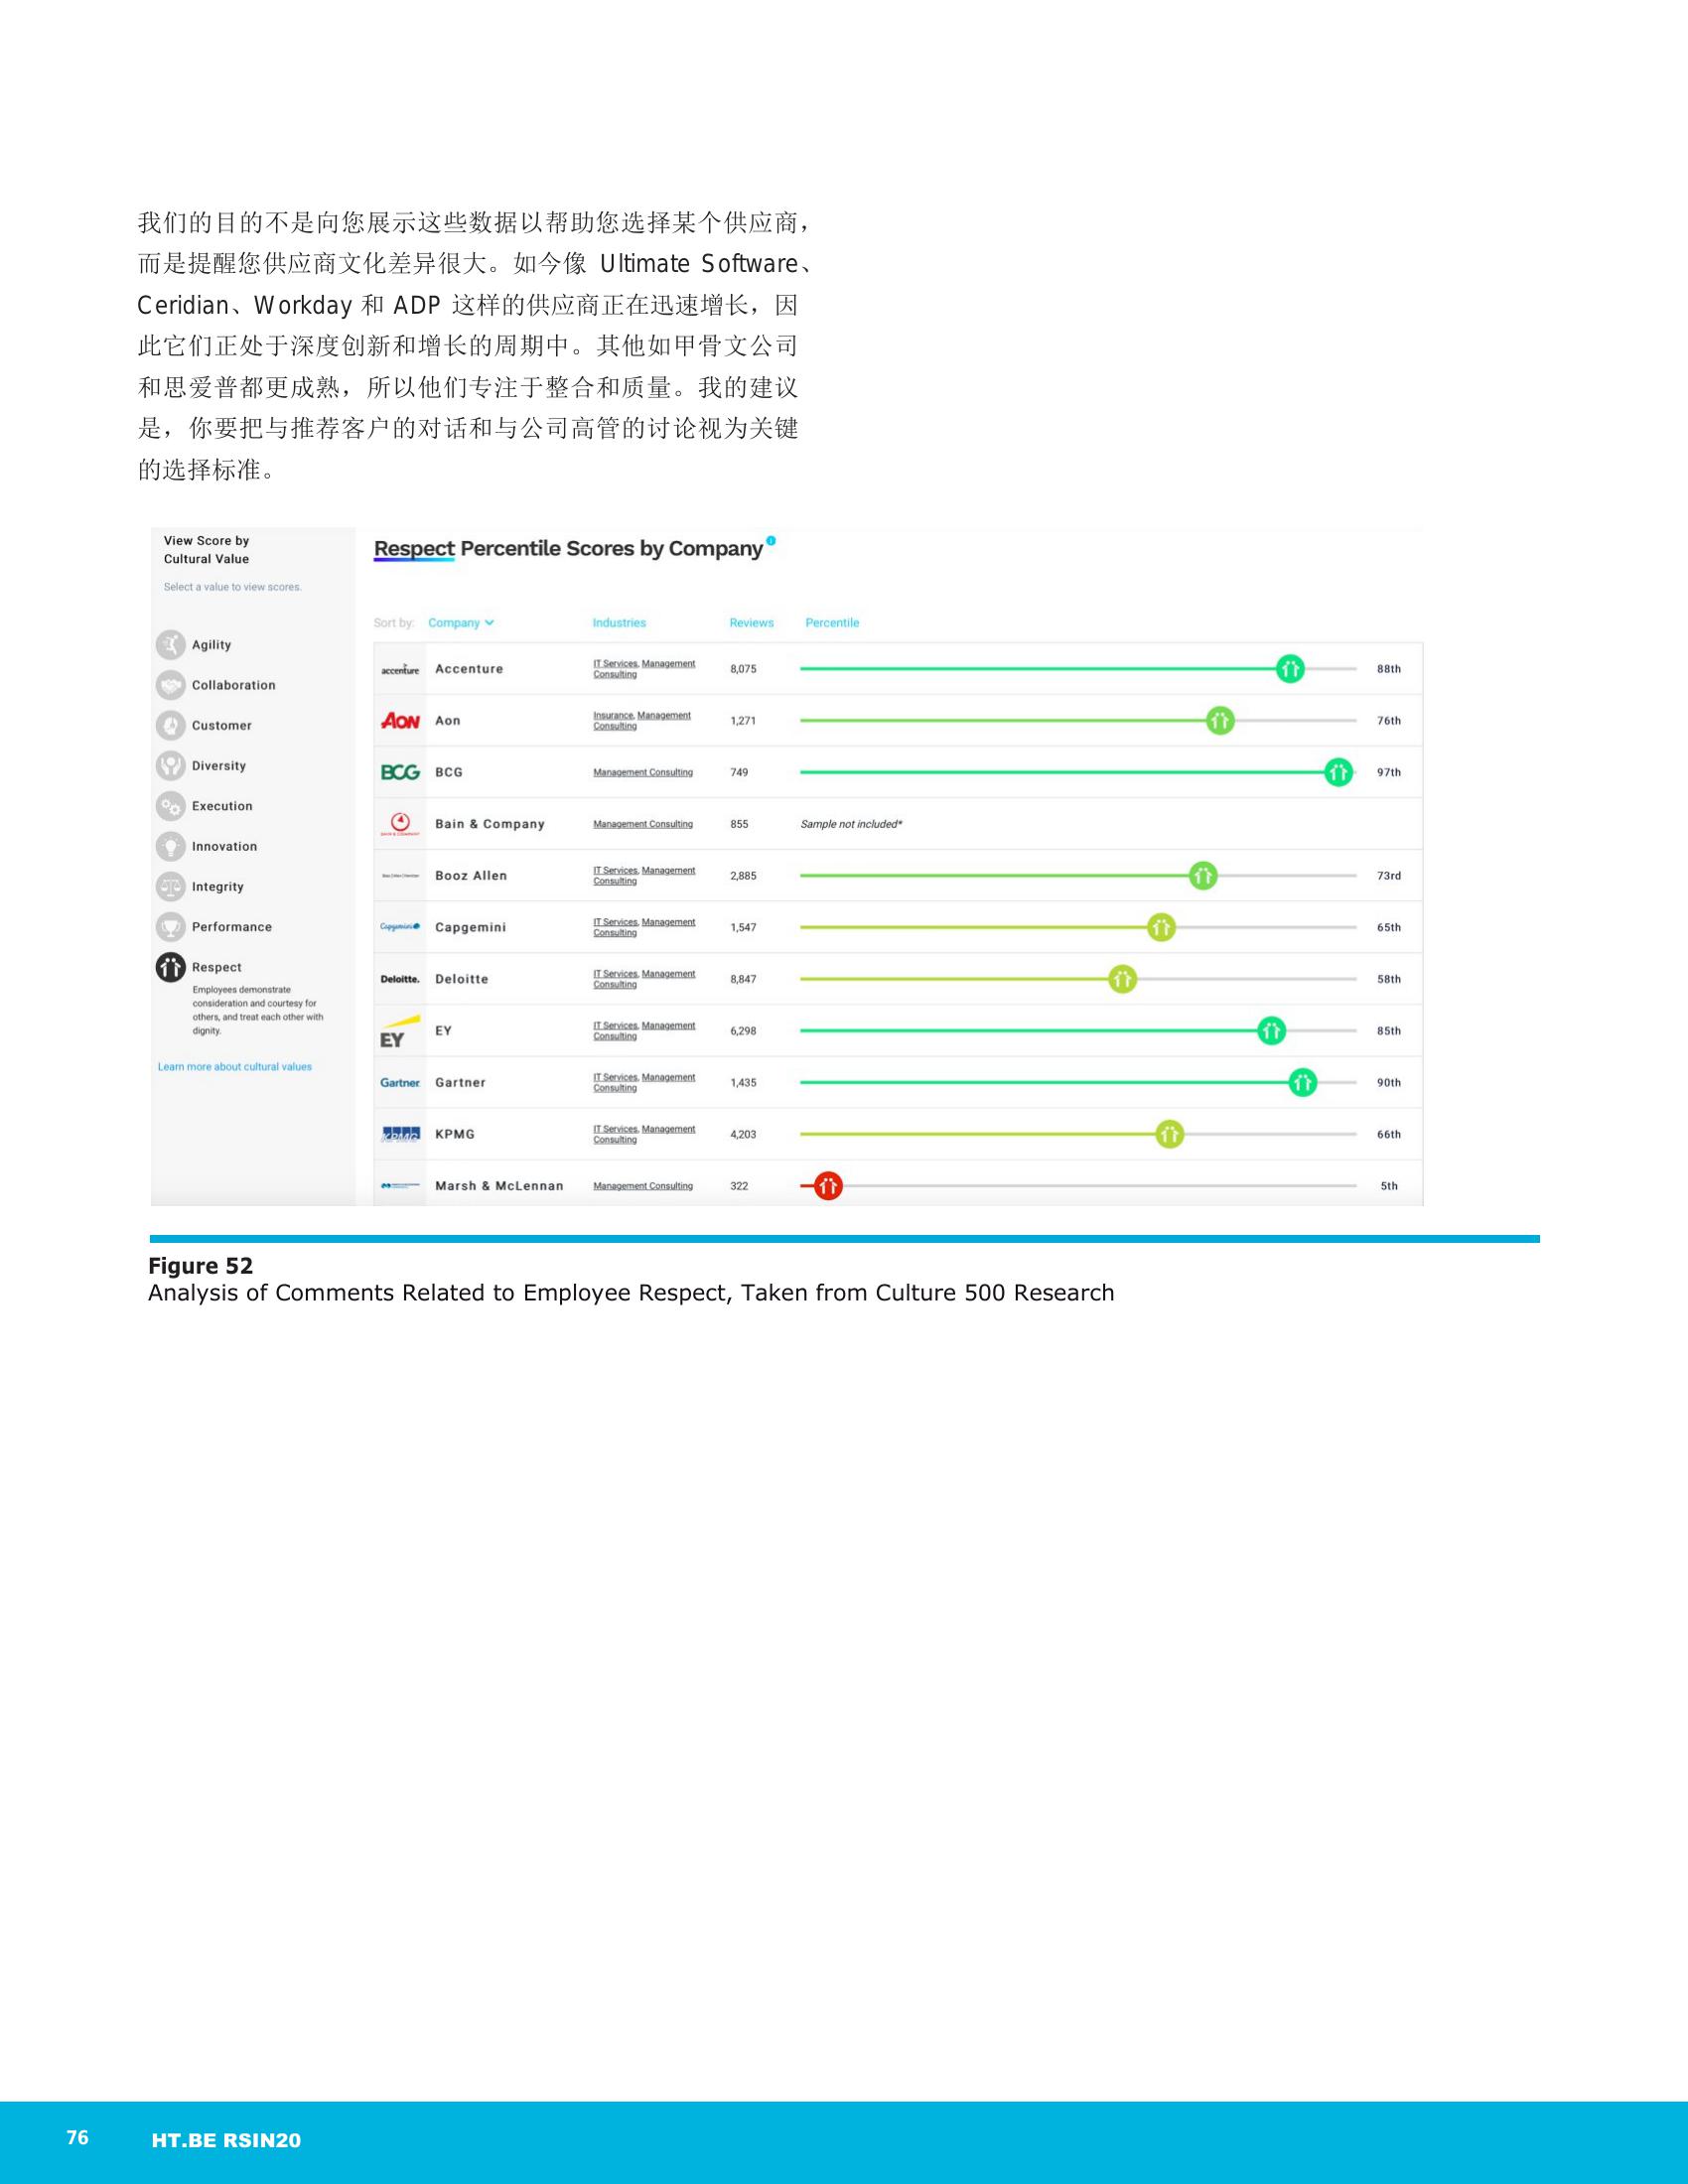 我们的目的不是向您展示这些数据以帮助您选择某个供应商，
而是提醒您供应商文化差异很大。如今像 Ultimate Software、
Ceridian、Workday 和 ADP 这样的供应商正在迅速增长，因
此它们正处于深度创新和增长的周期中。其他如甲骨文公司
和思爱普都更成熟，所以他们专注于整合和质量。我的建议
是，你要把与推荐客户的对话和与公司高管的讨论视为关键
的选择标准。
View Score by
Cultural Value
Select a value to view scores.
Agility
Collaboration
Customer
Diversity
Execution
Innovation
Integrity
Performance
Respect
Employees demonstrate
consideration and courtesy for
others, and treat each other with
dignity.
Learn more about cultural values
Respect Percentile Scores by Company
Sort by: Company Industries Reviews Percentile
accenture Accenture IT Services, Management Consulting 8,075 88th
AON Aon Insurance, Management Consulting 1,271 76th
BCG BCG Management Consulting 749 97th
Bain & Company Management Consulting 855 Sample not included*
Booz Allen IT Services, Management Consulting 2,885 73rd
Capgemini Capgemini IT Services, Management Consulting 1,547 65th
Deloitte. Deloitte IT Services, Management Consulting 8,847 58th
EY EY IT Services, Management Consulting 6,298 85th
Gartner Gartner IT Services, Management Consulting 1,435 90th
KPMG KPMG IT Services, Management Consulting 4,203 66th
Marsh & McLennan Management Consulting 322 5th
Figure 52
Analysis of Comments Related to Employee Respect, Taken from Culture 500 Research
76 HT.BE RSIN20